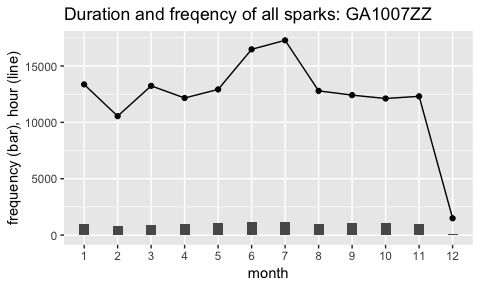 Duration and freqency of all sparks: GA1007ZZ
frequency (bar), hour (line)
15000
10000
5000
0
1 2 3 4 5 6 7 8 9 10 11 12
month